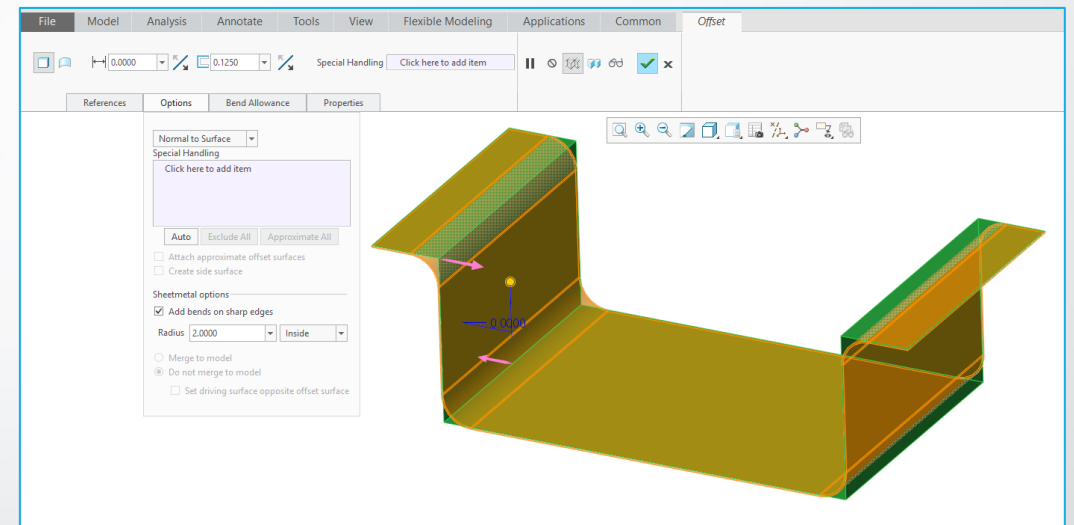 File Model Analysis Annotate Tools View Flexible Modeling Applications Common Offset
0.0000 0.1250 Special Handling Click here to add item
References Options Bend Allowance Properties
Normal to Surface
Special Handling
Click here to add item
Auto Exclude All Approximate All
Attach approximate offset surfaces
Create side surface
Sheetmetal options
Add bends on sharp edges
Radius 2.0000 Inside
Merge to model
Do not merge to model
Set driving surface opposite offset surface
0.0000